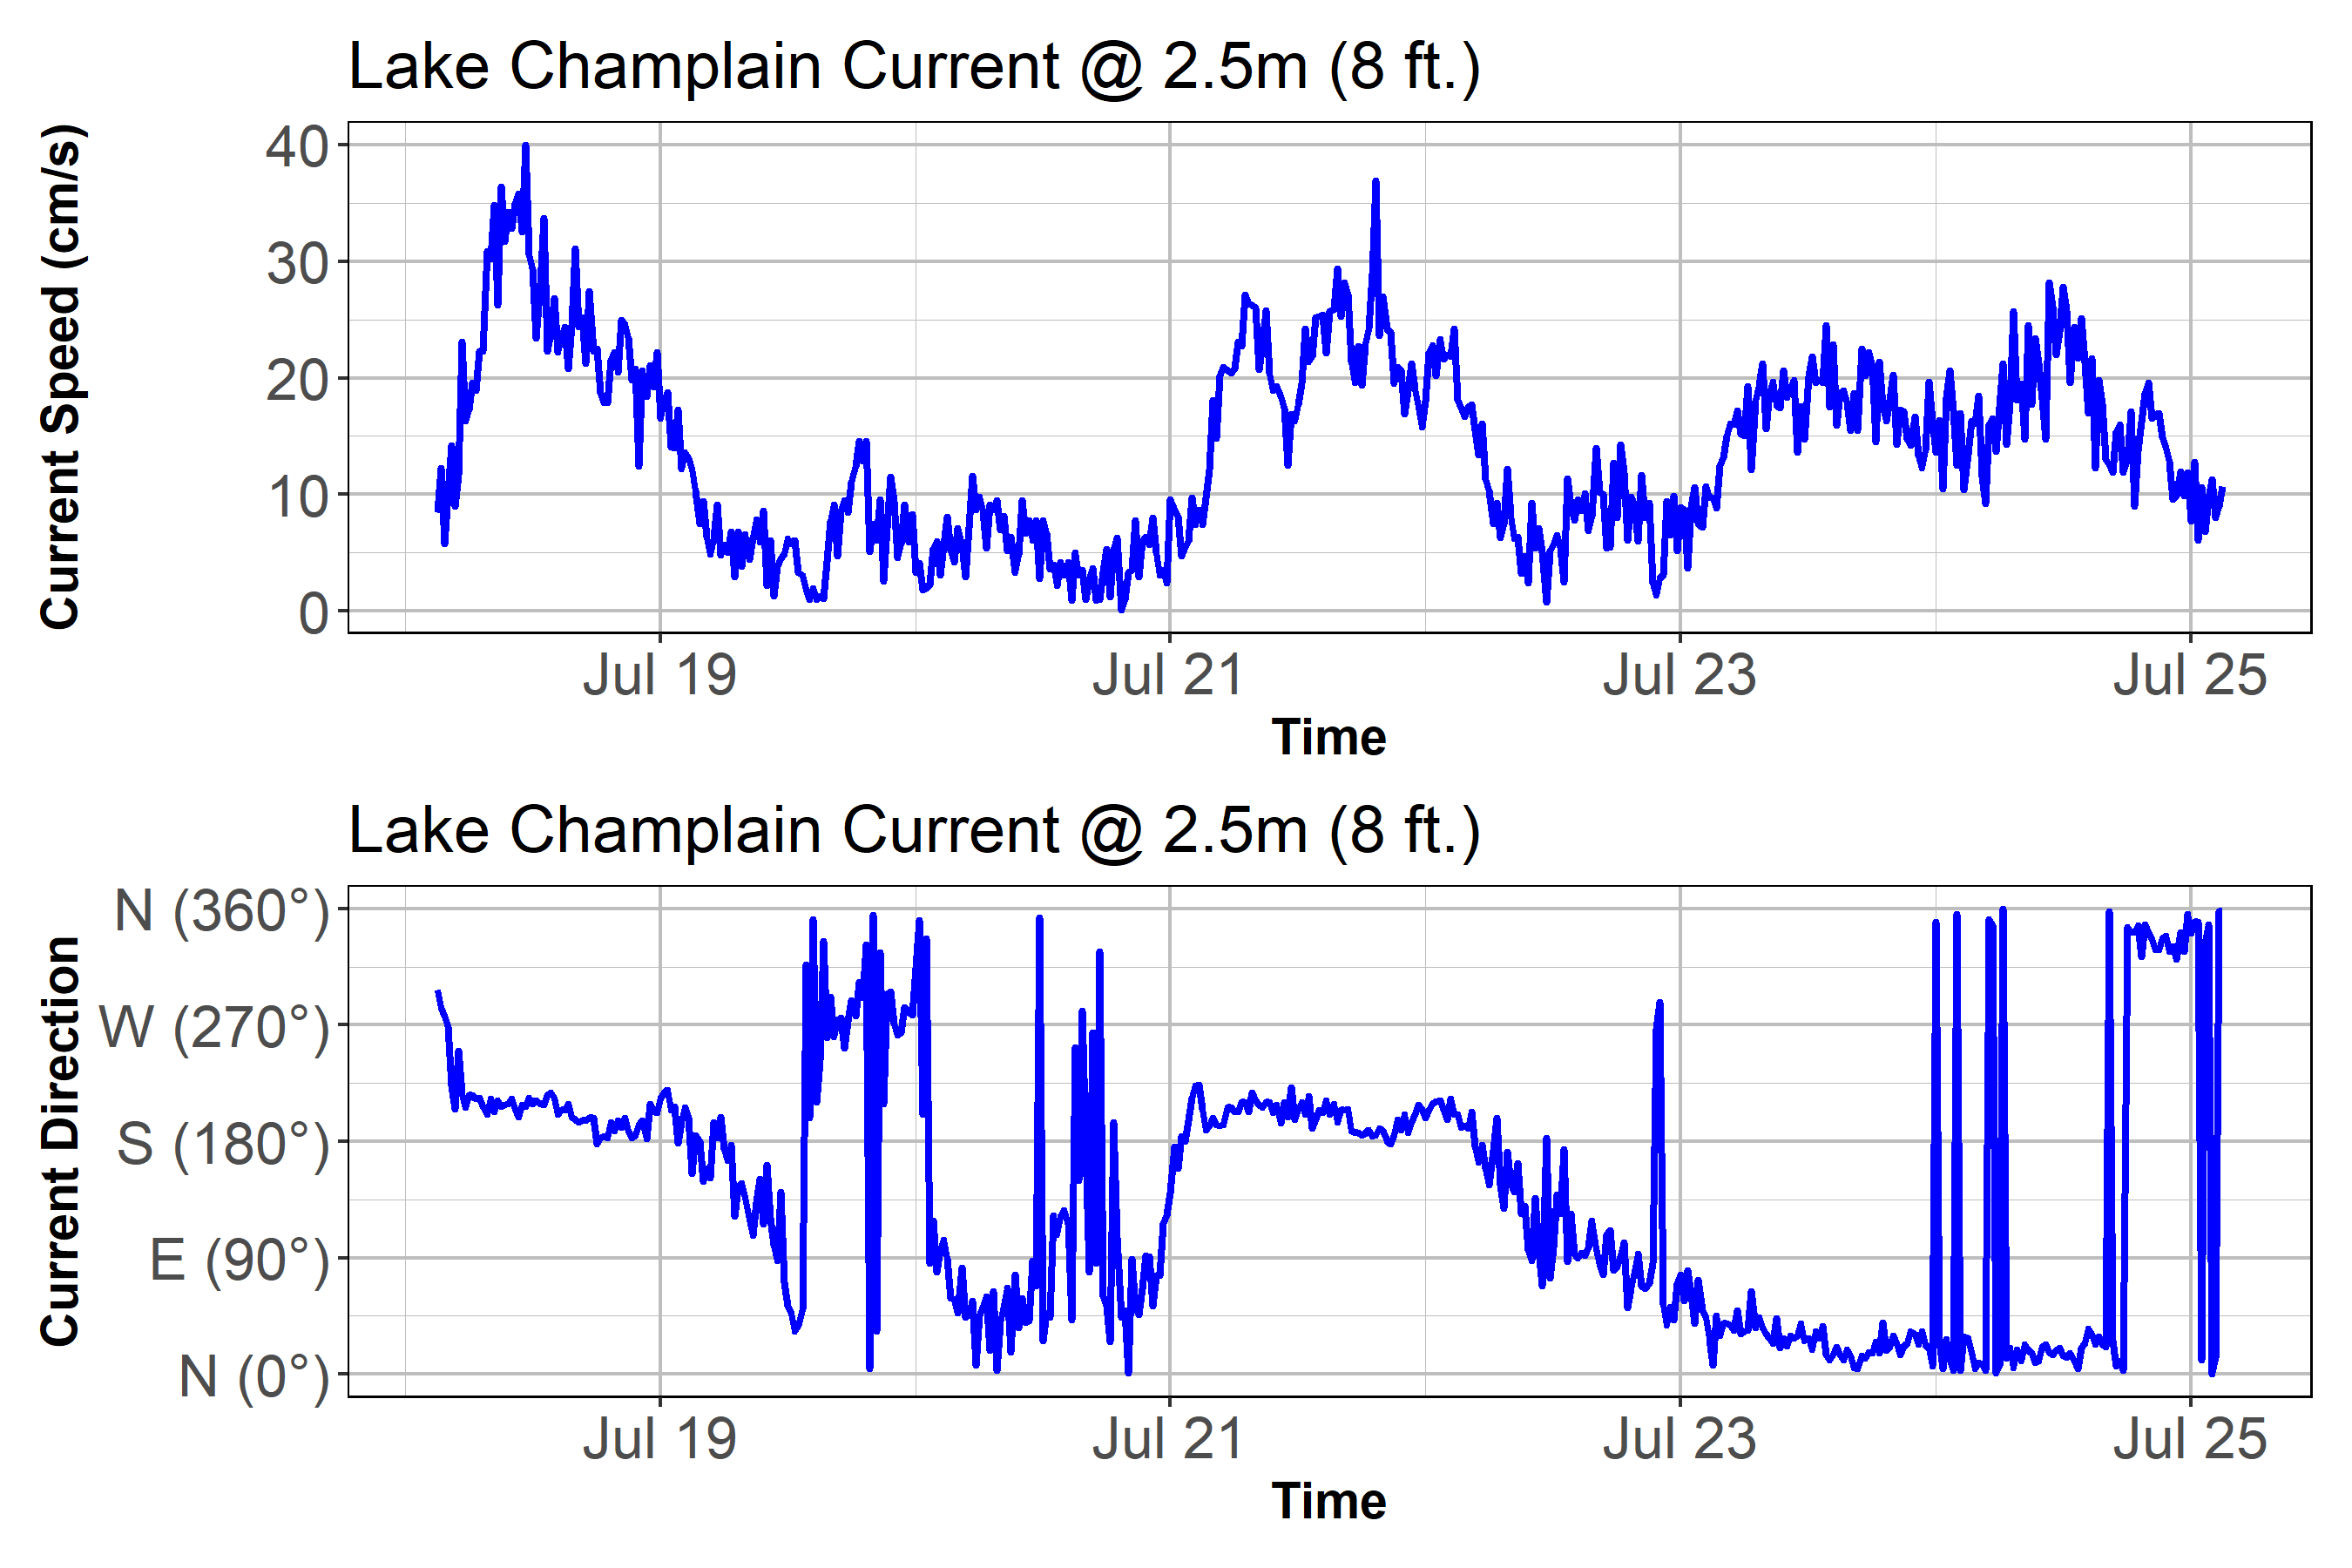 Lake Champlain Current @ 2.5m (8 ft.)
Current Speed (cm/s)
40
30
20
10
0
Jul 19 Jul 21 Jul 23 Jul 25
Time
Lake Champlain Current @ 2.5m (8 ft.)
Current Direction
N (360°)
W (270°)
S (180°)
E (90°)
N (0°)
Jul 19 Jul 21 Jul 23 Jul 25
Time